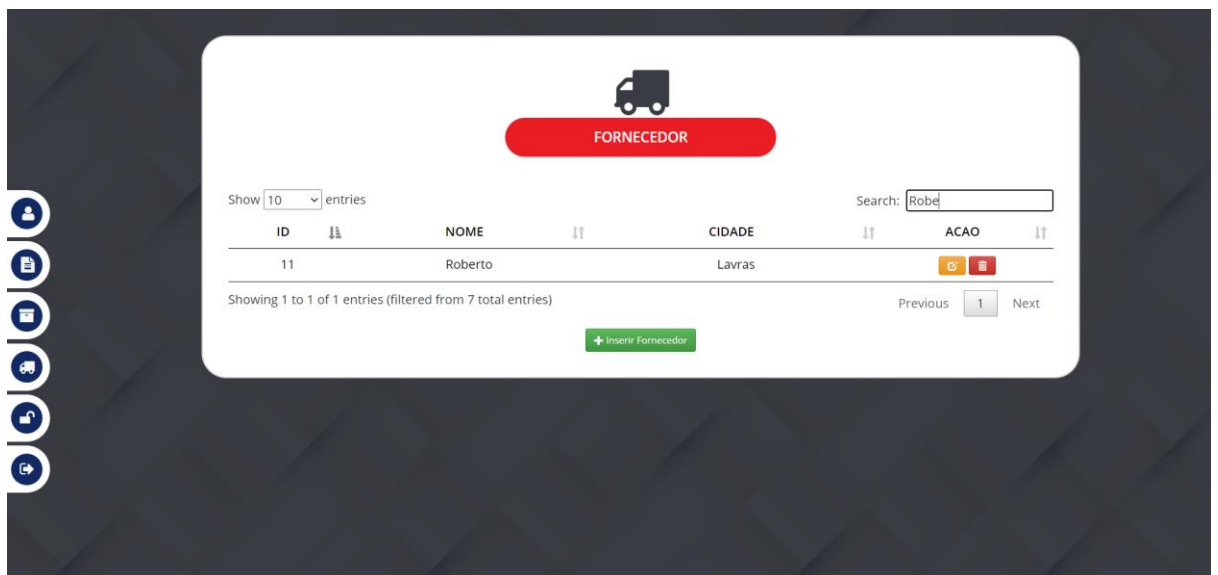 FORNECEDOR
Show 10 entries
Search: Robe
ID NOME CIDADE ACAO
11 Roberto Lavras
Showing 1 to 1 of 1 entries (filtered from 7 total entries)
Previous 1 Next
Inserir Fornecedor